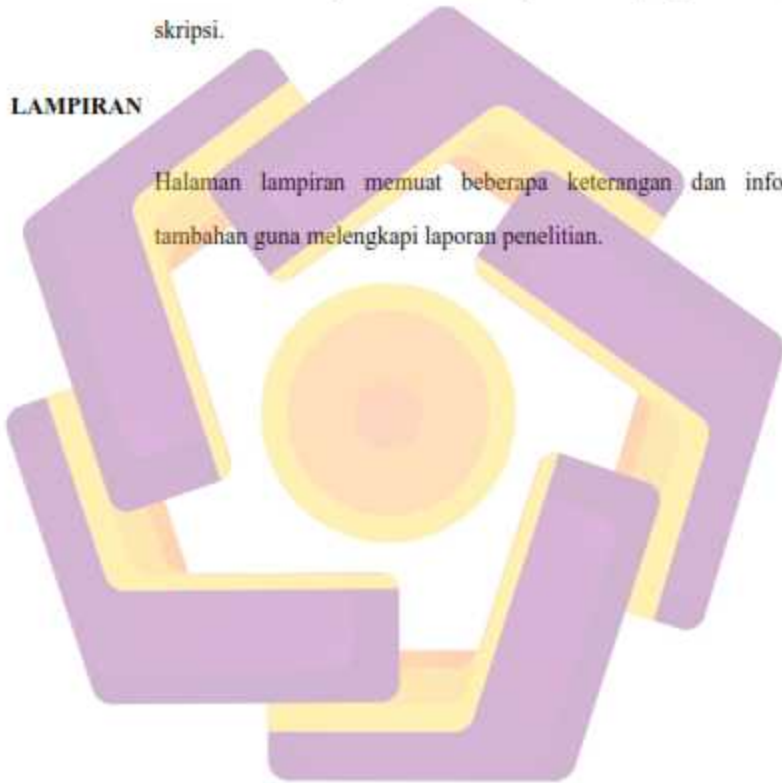 skripsi.
LAMPIRAN
Halaman lampiran memuat beberapa keterangan dan info
tambahan guna melengkapi laporan penelitian.